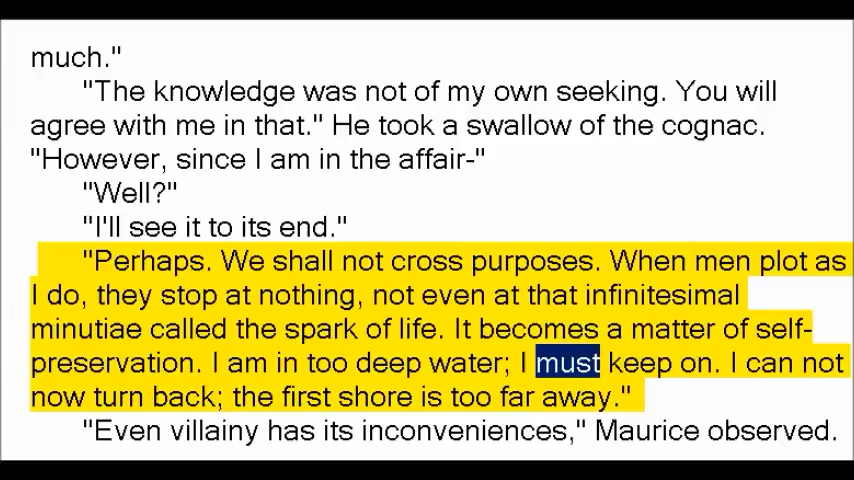 much."
"The knowledge was not of my own seeking. You will
agree with me in that." He took a swallow of the cognac.
"However, since I am in the affair-"
"Well?"
"I'll see it to its end."
"Perhaps. We shall not cross purposes. When men plot as
I do, they stop at nothing, not even at that infinitesimal
minutiae called the spark of life. It becomes a matter of self-
preservation. I am in too deep water; I must keep on. I can not
now turn back; the first shore is too far away."
"Even villainy has its inconveniences," Maurice observed.